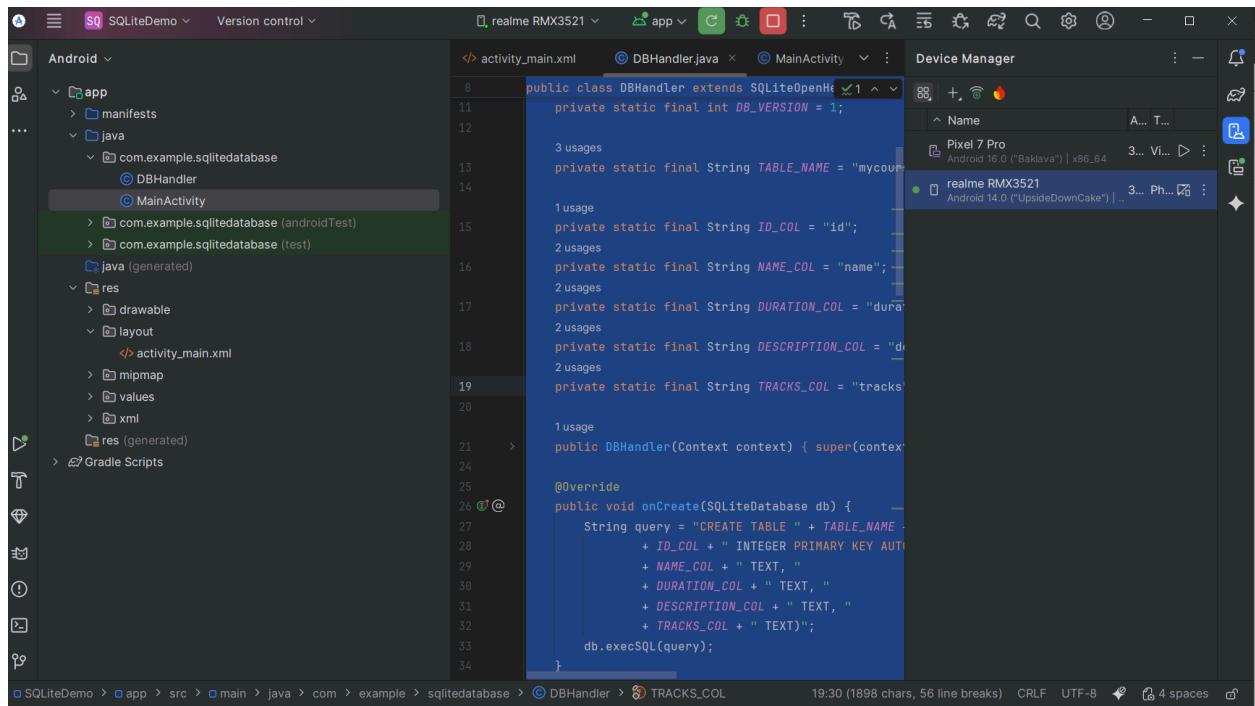 SQ SQLiteDemo Version control realme RMX3521 app
Android
app
manifests
java
com.example.sqlitedatabase
DBHandler
MainActivity
com.example.sqlitedatabase (androidTest)
com.example.sqlitedatabase (test)
java (generated)
res
drawable
layout
activity_main.xml
mipmap
values
xml
res (generated)
Gradle Scripts
activity_main.xml DBHandler.java MainActivity
8 public class DBHandler extends SQLiteOpenHe 1
11 private static final int DB_VERSION = 1;
12
3 usages
13 private static final String TABLE_NAME = "mycour
14
1 usage
15 private static final String ID_COL = "id";
2 usages
16 private static final String NAME_COL = "name";
2 usages
17 private static final String DURATION_COL = "dura
2 usages
18 private static final String DESCRIPTION_COL = "de
2 usages
19 private static final String TRACKS_COL = "tracks
20
1 usage
21 public DBHandler(Context context) { super(contex
24
25 @Override
26 public void onCreate(SQLiteDatabase db) {
27 String query = "CREATE TABLE " + TABLE_NAME
28 + ID_COL + " INTEGER PRIMARY KEY AUT
29 + NAME_COL + " TEXT, "
30 + DURATION_COL + " TEXT, "
31 + DESCRIPTION_COL + " TEXT, "
32 + TRACKS_COL + " TEXT)";
33 db.execSQL(query);
34 }
Device Manager
Name A... T...
Pixel 7 Pro 3... Vi...
Android 16.0 ("Baklava") | x86_64
realme RMX3521 3... Ph...
Android 14.0 ("UpsideDownCake") | ..
SQLiteDemo > app > src > main > java > com > example > sqlitedatabase > DBHandler > TRACKS_COL 19:30 (1898 chars, 56 line breaks) CRLF UTF-8 4 spaces